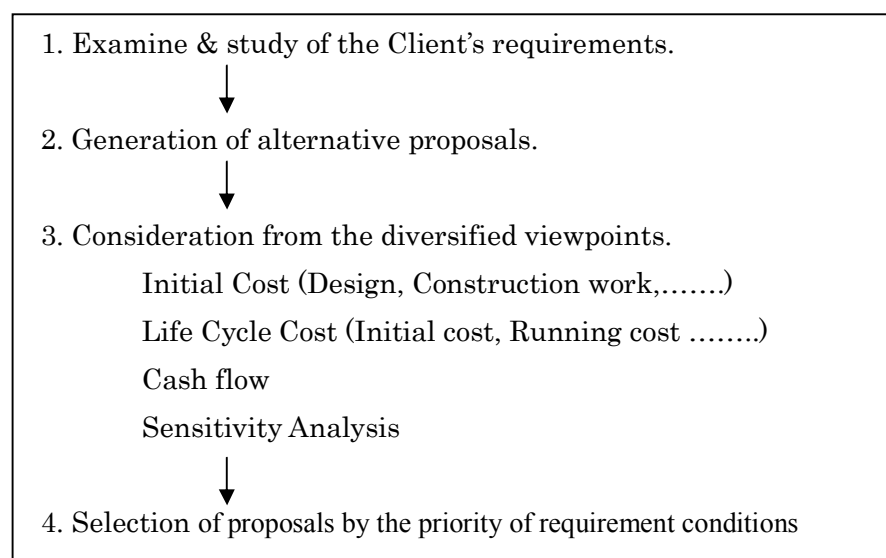 1. Examine & study of the Client’s requirements.
2. Generation of alternative proposals.
3. Consideration from the diversified viewpoints.
Initial Cost (Design, Construction work,…….)
Life Cycle Cost (Initial cost, Running cost ……..)
Cash flow
Sensitivity Analysis
4. Selection of proposals by the priority of requirement conditions